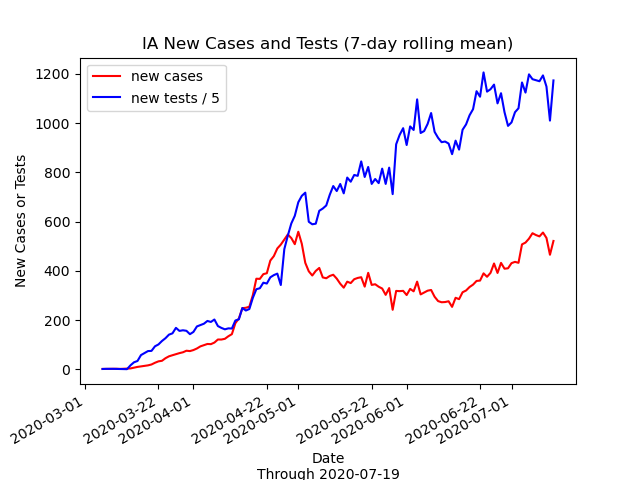 IA New Cases and Tests (7-day rolling mean)
new cases
new tests / 5
New Cases or Tests
1200
1000
800
600
400
200
0
2020-03-01
2020-03-22
2020-04-01
2020-04-22
2020-05-01
2020-05-22
2020-06-01
2020-06-22
2020-07-01
Date
Through 2020-07-19